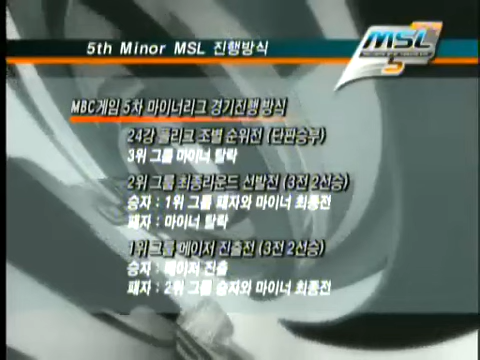 5th Minor MSL 진행방식
MSL
5
MBC게임 5차 마이너리그 경기진행 방식
24강 풀리그 조별 순위전 (단판승부)
3위 그룹 마이너 탈락
2위 그룹 최종라운드 선발전 (3전 2선승)
승자 : 1위 그룹 패자와 마이너 최종전
패자 : 마이너 탈락
1위 그룹 메이저 진출전 (3전 2선승)
승자 : 메이저 진출
패자 : 2위 그룹 승자와 마이너 최종전